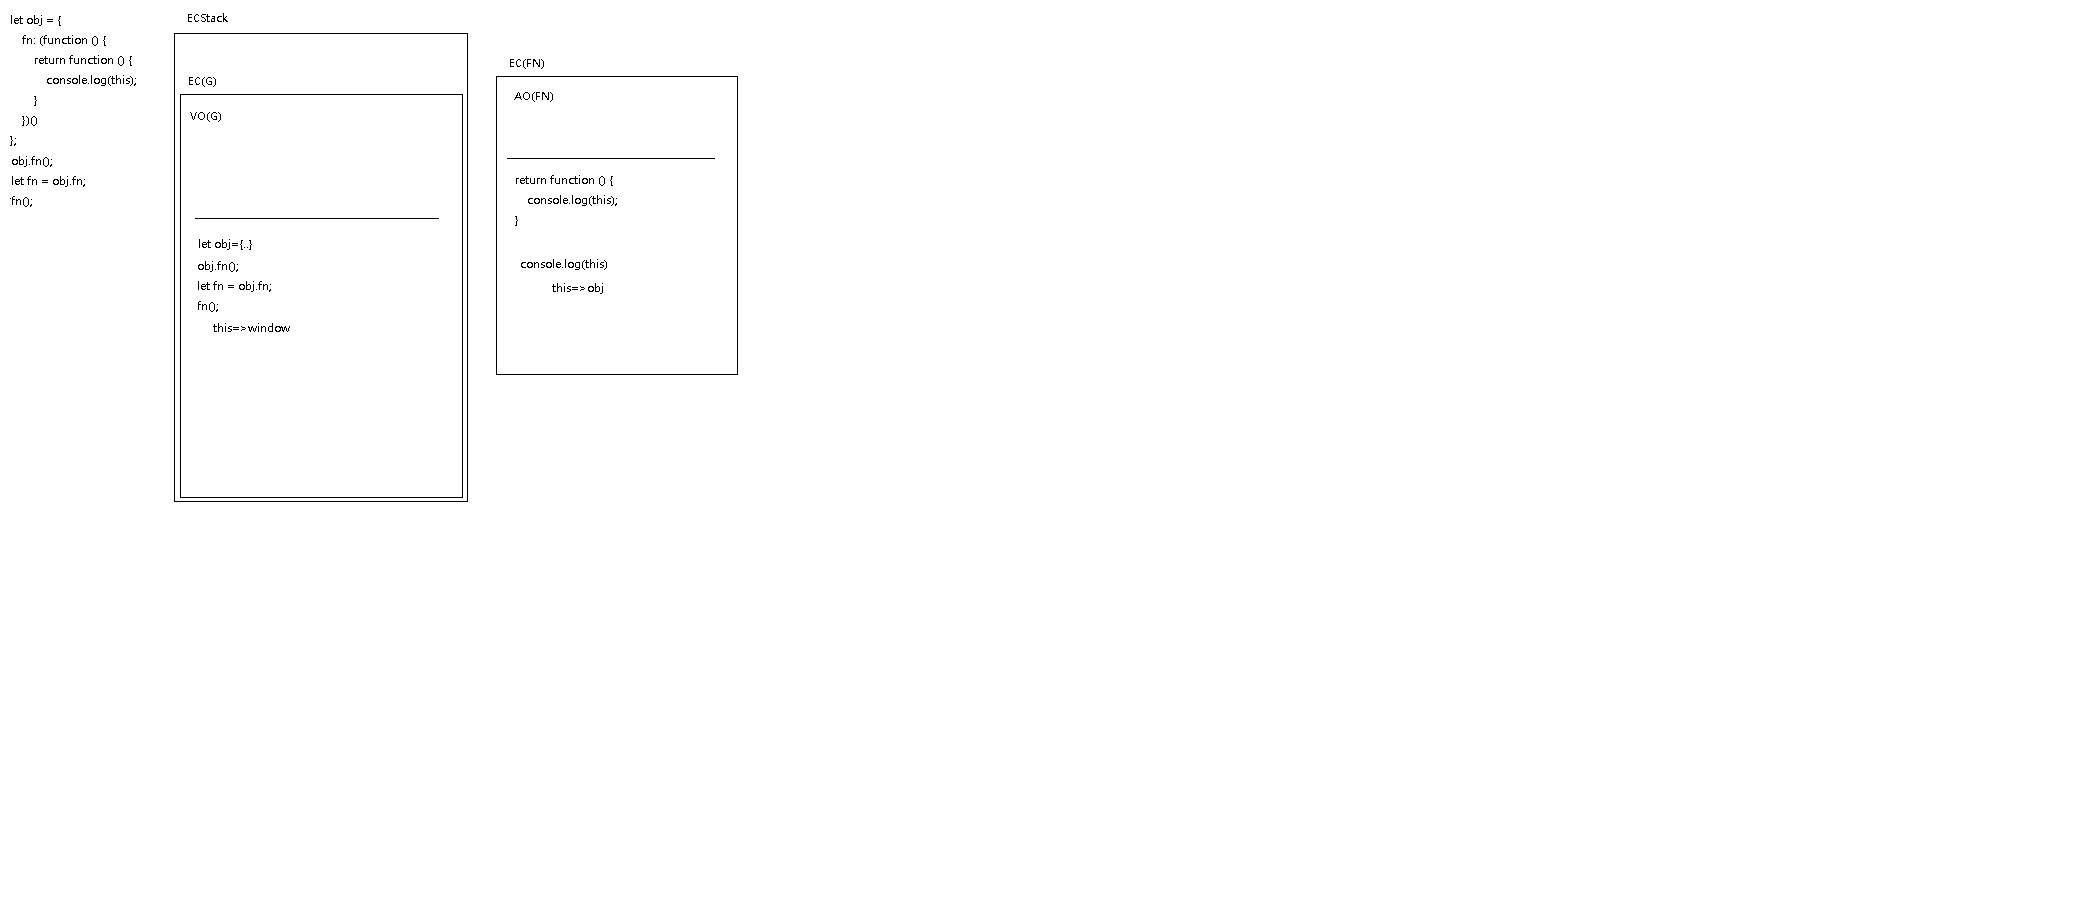 let obj = {
fn: (function () {
return function () {
console.log(this);
}
})()
};
obj.fn();
let fn = obj.fn;
fn();
ECStack
EC(G)
VO(G)
let obj={..}
obj.fn();
let fn = obj.fn;
fn();
this=>window
EC(FN)
AO(FN)
return function () {
console.log(this);
}
console.log(this)
this=>obj